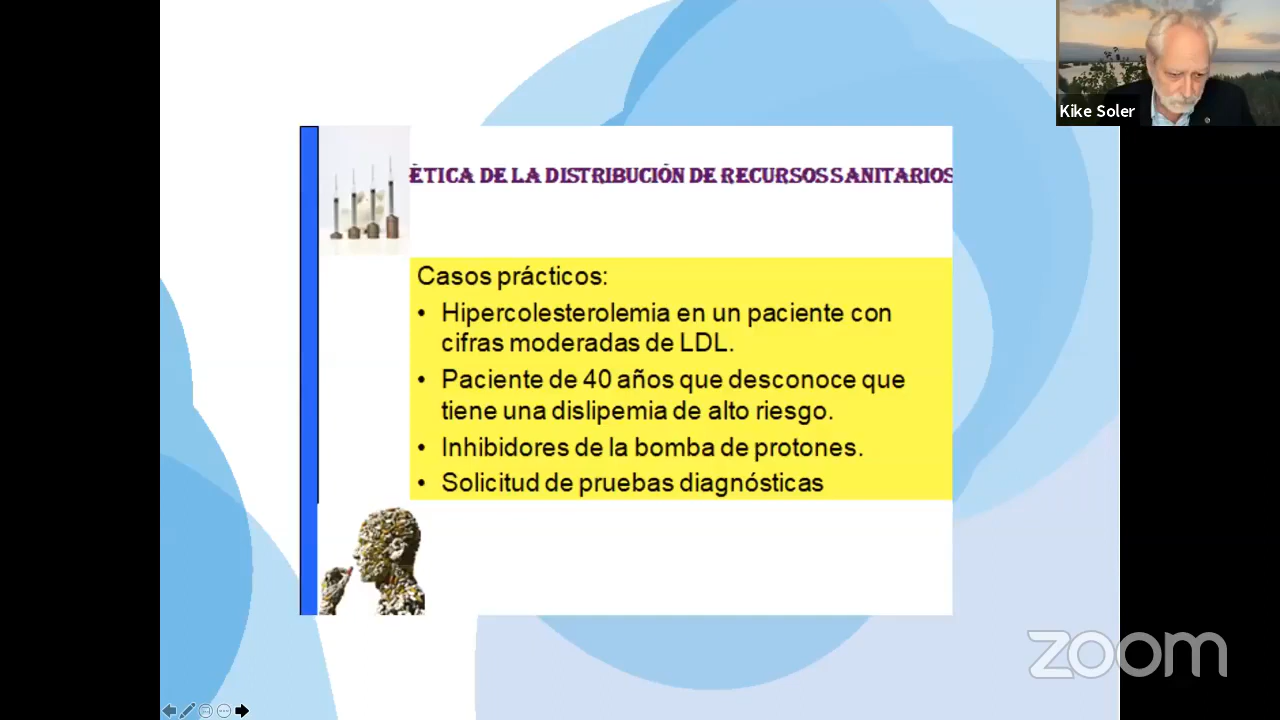 Kike Soler
ÉTICA DE LA DISTRIBUCIÓN DE RECURSOS SANITARIOS
Casos prácticos:
• Hipercolesterolemia en un paciente con
cifras moderadas de LDL.
• Paciente de 40 años que desconoce que
tiene una dislipemia de alto riesgo.
• Inhibidores de la bomba de protones.
• Solicitud de pruebas diagnósticas
zoom